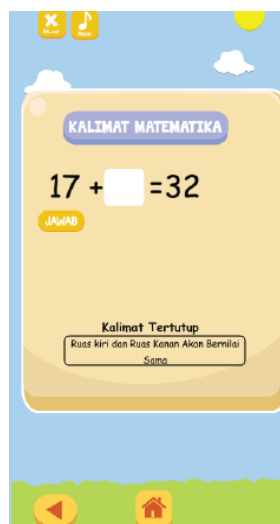 KALIMAT MATEMATIKA
17 + =32
JAWAB
Kalimat Tertutup
Ruas kiri dan Ruas Kanan Akan Bernilai
Sama